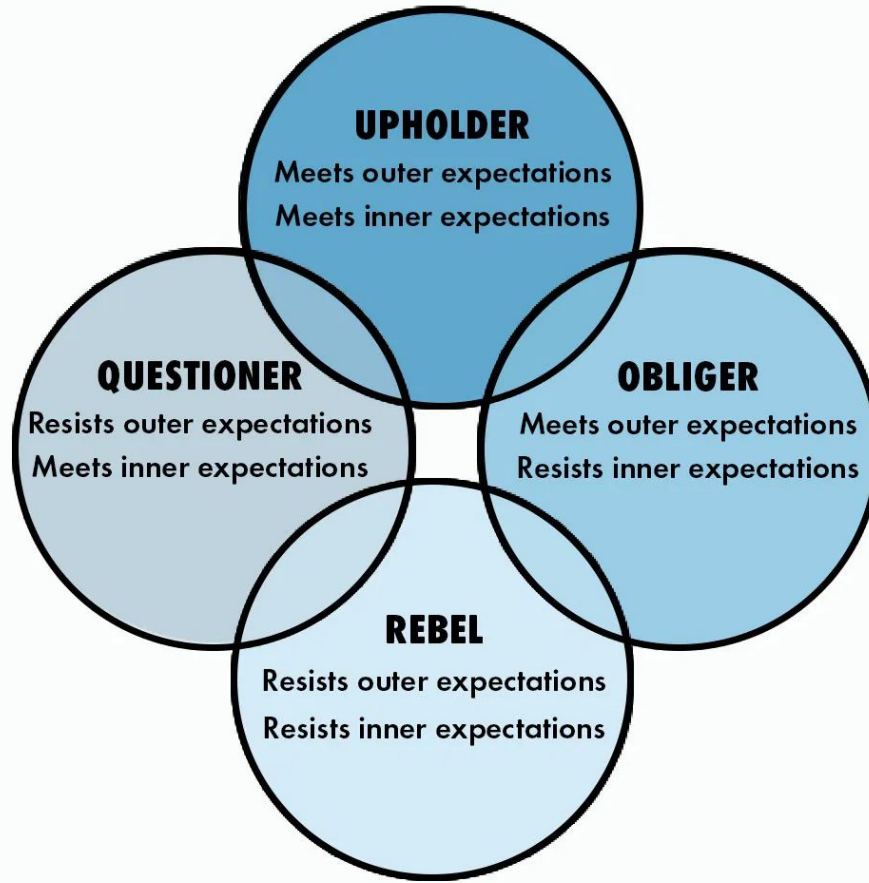 UPHOLDER
Meets outer expectations
Meets inner expectations
QUESTIONER
Resists outer expectations
Meets inner expectations
OBLIGER
Meets outer expectations
Resists inner expectations
REBEL
Resists outer expectations
Resists inner expectations